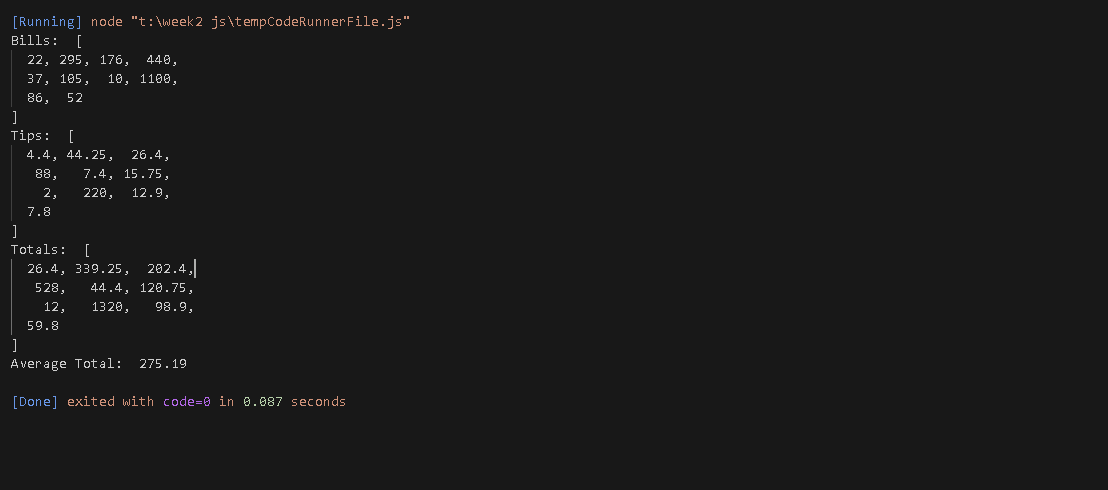 [Running] node "t:\week2 js\tempCodeRunnerFile.js"
Bills:  [
  22, 295, 176,  440,
  37, 105,  10, 1100,
  86,  52
]
Tips:  [
  4.4, 44.25,  26.4,
   88,   7.4, 15.75,
    2,   220,  12.9,
  7.8
]
Totals:  [
  26.4, 339.25,  202.4,
   528,   44.4, 120.75,
    12,   1320,   98.9,
  59.8
]
Average Total:  275.19
[Done] exited with code=0 in 0.087 seconds